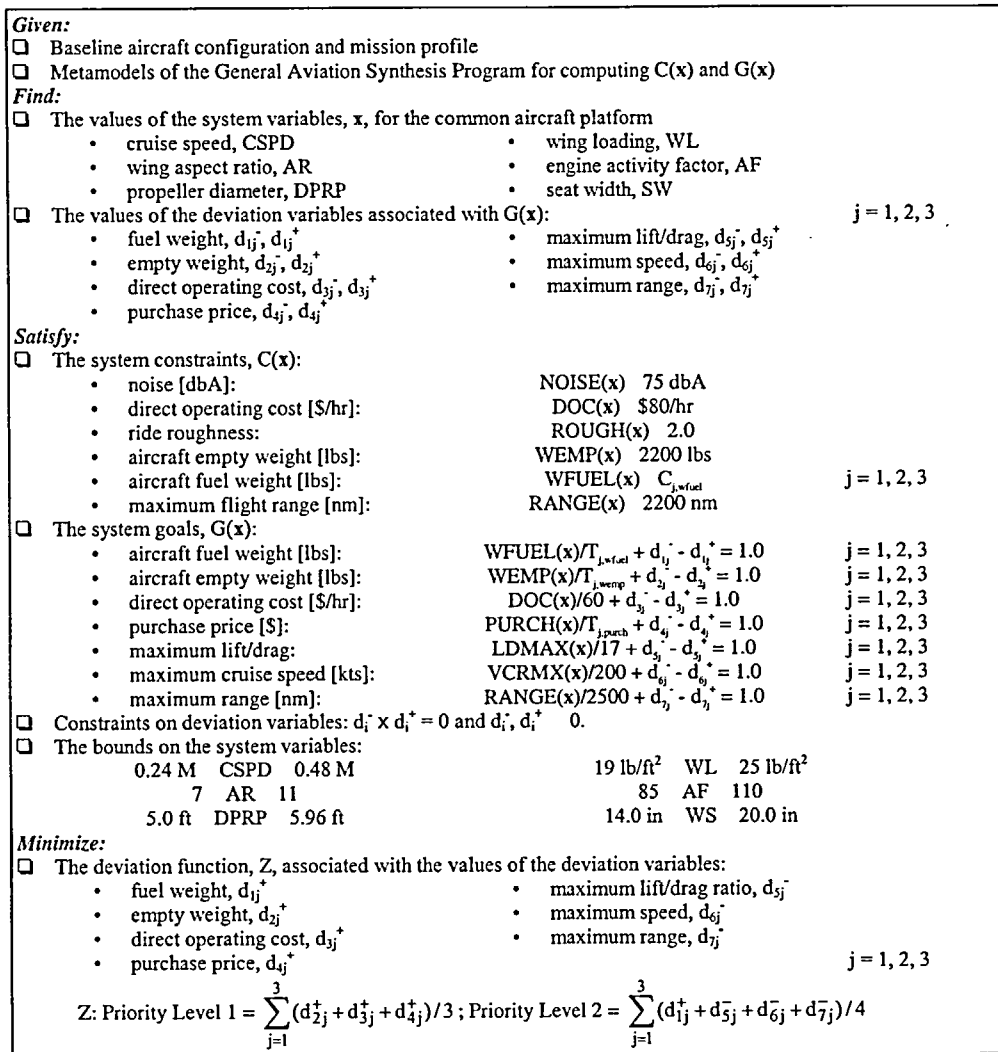 Given:
❑ Baseline aircraft configuration and mission profile
❑ Metamodels of the General Aviation Synthesis Program for computing C(x) and G(x)
Find:
❑ The values of the system variables, x, for the common aircraft platform
• cruise speed, CSPD • wing loading, WL
• wing aspect ratio, AR • engine activity factor, AF
• propeller diameter, DPRP • seat width, SW
❑ The values of the deviation variables associated with G(x): j = 1, 2, 3
• fuel weight, d₁ⱼ⁻, d₁ⱼ⁺ • maximum lift/drag, d₅ⱼ⁻, d₅ⱼ⁺
• empty weight, d₂ⱼ⁻, d₂ⱼ⁺ • maximum speed, d₆ⱼ⁻, d₆ⱼ⁺
• direct operating cost, d₃ⱼ⁻, d₃ⱼ⁺ • maximum range, d₇ⱼ⁻, d₇ⱼ⁺
• purchase price, d₄ⱼ⁻, d₄ⱼ⁺
Satisfy:
❑ The system constraints, C(x):
• noise [dbA]: NOISE(x) 75 dbA
• direct operating cost [$/hr]: DOC(x) $80/hr
• ride roughness: ROUGH(x) 2.0
• aircraft empty weight [lbs]: WEMP(x) 2200 lbs
• aircraft fuel weight [lbs]: WFUEL(x) C_j,wfuel j = 1, 2, 3
• maximum flight range [nm]: RANGE(x) 2200 nm
❑ The system goals, G(x):
• aircraft fuel weight [lbs]: WFUEL(x)/T_j,wfuel + d₁ⱼ⁻ - d₁ⱼ⁺ = 1.0 j = 1, 2, 3
• aircraft empty weight [lbs]: WEMP(x)/T_j,wemp + d₂ⱼ⁻ - d₂ⱼ⁺ = 1.0 j = 1, 2, 3
• direct operating cost [$/hr]: DOC(x)/60 + d₃ⱼ⁻ - d₃ⱼ⁺ = 1.0 j = 1, 2, 3
• purchase price [$]: PURCH(x)/T_j,purch + d₄ⱼ⁻ - d₄ⱼ⁺ = 1.0 j = 1, 2, 3
• maximum lift/drag: LDMAX(x)/17 + d₅ⱼ⁻ - d₅ⱼ⁺ = 1.0 j = 1, 2, 3
• maximum cruise speed [kts]: VCRMX(x)/200 + d₆ⱼ⁻ - d₆ⱼ⁺ = 1.0 j = 1, 2, 3
• maximum range [nm]: RANGE(x)/2500 + d₇ⱼ⁻ - d₇ⱼ⁺ = 1.0 j = 1, 2, 3
❑ Constraints on deviation variables: dᵢ⁻ x dᵢ⁺ = 0 and dᵢ⁻, dᵢ⁺ 0.
❑ The bounds on the system variables:
0.24 M CSPD 0.48 M 19 lb/ft² WL 25 lb/ft²
7 AR 11 85 AF 110
5.0 ft DPRP 5.96 ft 14.0 in WS 20.0 in
Minimize:
❑ The deviation function, Z, associated with the values of the deviation variables:
• fuel weight, d₁ⱼ⁺ • maximum lift/drag ratio, d₅ⱼ⁻
• empty weight, d₂ⱼ⁺ • maximum speed, d₆ⱼ⁻
• direct operating cost, d₃ⱼ⁺ • maximum range, d₇ⱼ⁻
• purchase price, d₄ⱼ⁺ j = 1, 2, 3
Z: Priority Level 1 = ∑_{j=1}^{3} (d₂ⱼ⁺ + d₃ⱼ⁺ + d₄ⱼ⁺)/3 ; Priority Level 2 = ∑_{j=1}^{3} (d₁ⱼ⁺ + d₅ⱼ⁻ + d₆ⱼ⁻ + d₇ⱼ⁻)/4